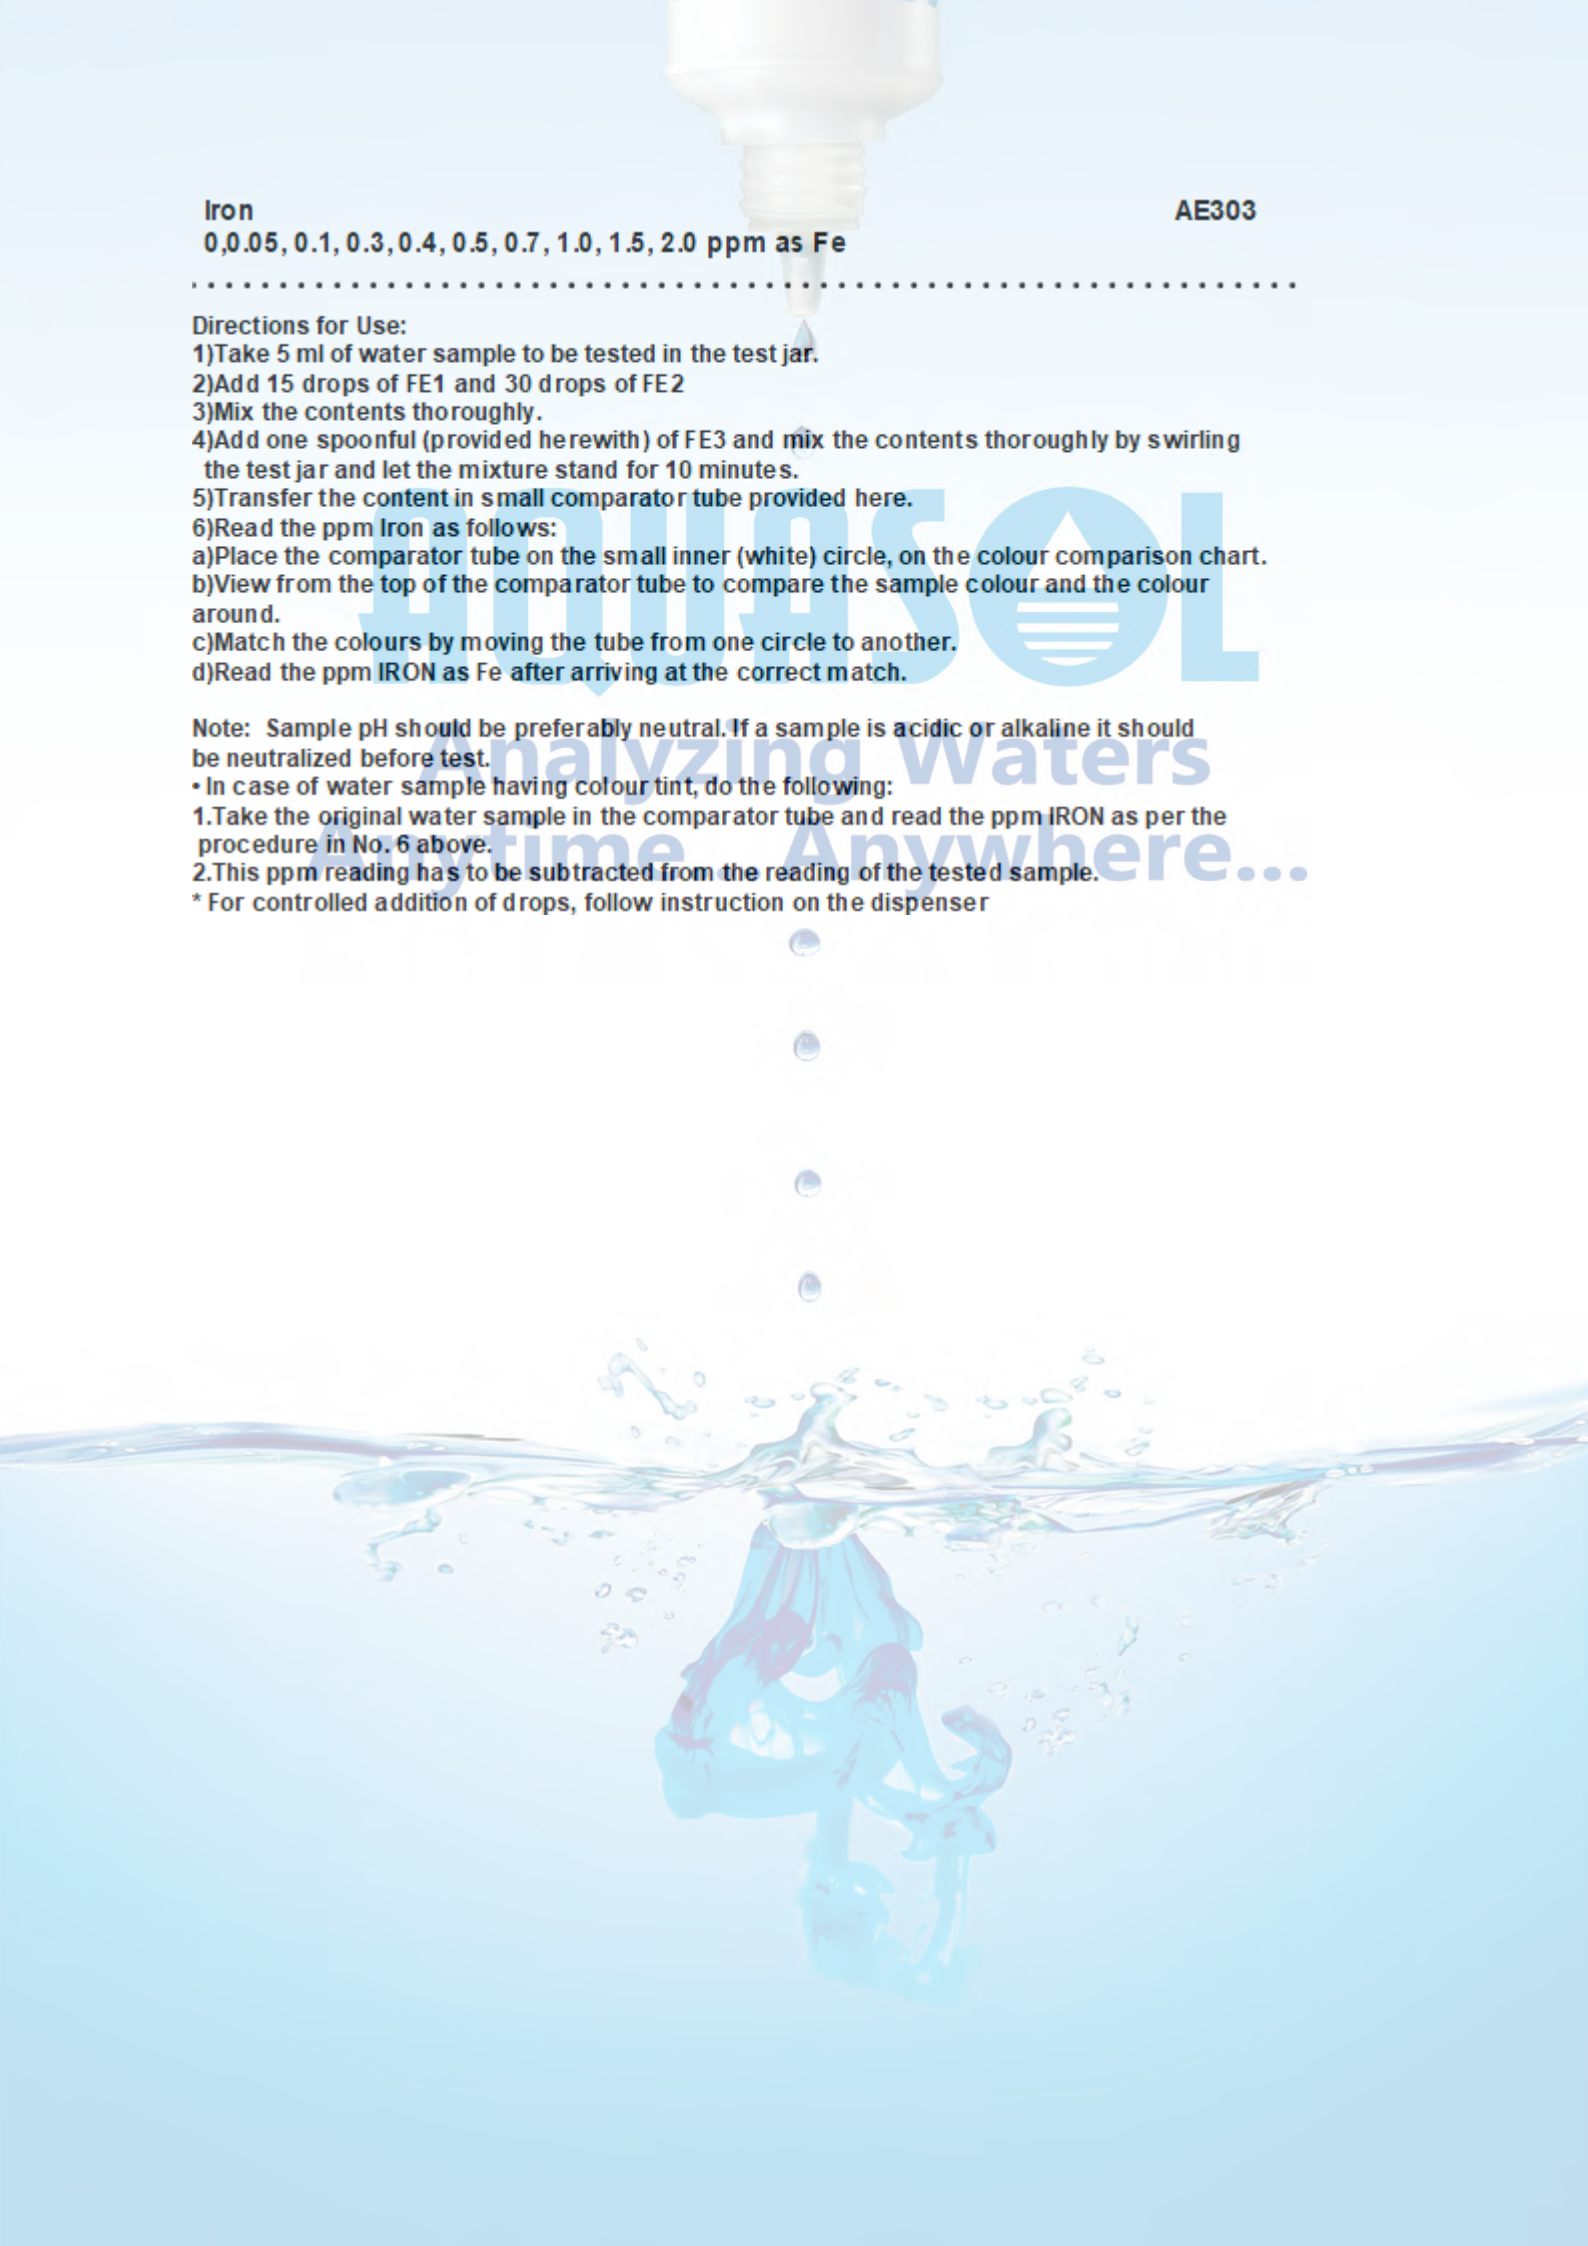 Iron AE303
0,0.05, 0.1, 0.3, 0.4, 0.5, 0.7, 1.0, 1.5, 2.0 ppm as Fe
Directions for Use:
1)Take 5 ml of water sample to be tested in the test jar.
2)Add 15 drops of FE1 and 30 drops of FE2
3)Mix the contents thoroughly.
4)Add one spoonful (provided herewith) of FE3 and mix the contents thoroughly by swirling
the test jar and let the mixture stand for 10 minutes.
5)Transfer the content in small comparator tube provided here.
6)Read the ppm Iron as follows:
a)Place the comparator tube on the small inner (white) circle, on the colour comparison chart.
b)View from the top of the comparator tube to compare the sample colour and the colour
around.
c)Match the colours by moving the tube from one circle to another.
d)Read the ppm IRON as Fe after arriving at the correct match.
Note: Sample pH should be preferably neutral. If a sample is acidic or alkaline it should
be neutralized before test.
• In case of water sample having colour tint, do the following:
1.Take the original water sample in the comparator tube and read the ppm IRON as per the
procedure in No. 6 above.
2.This ppm reading has to be subtracted from the reading of the tested sample.
* For controlled addition of drops, follow instruction on the dispenser
AQUASOL
Analyzing Waters
Anytime... Anywhere...